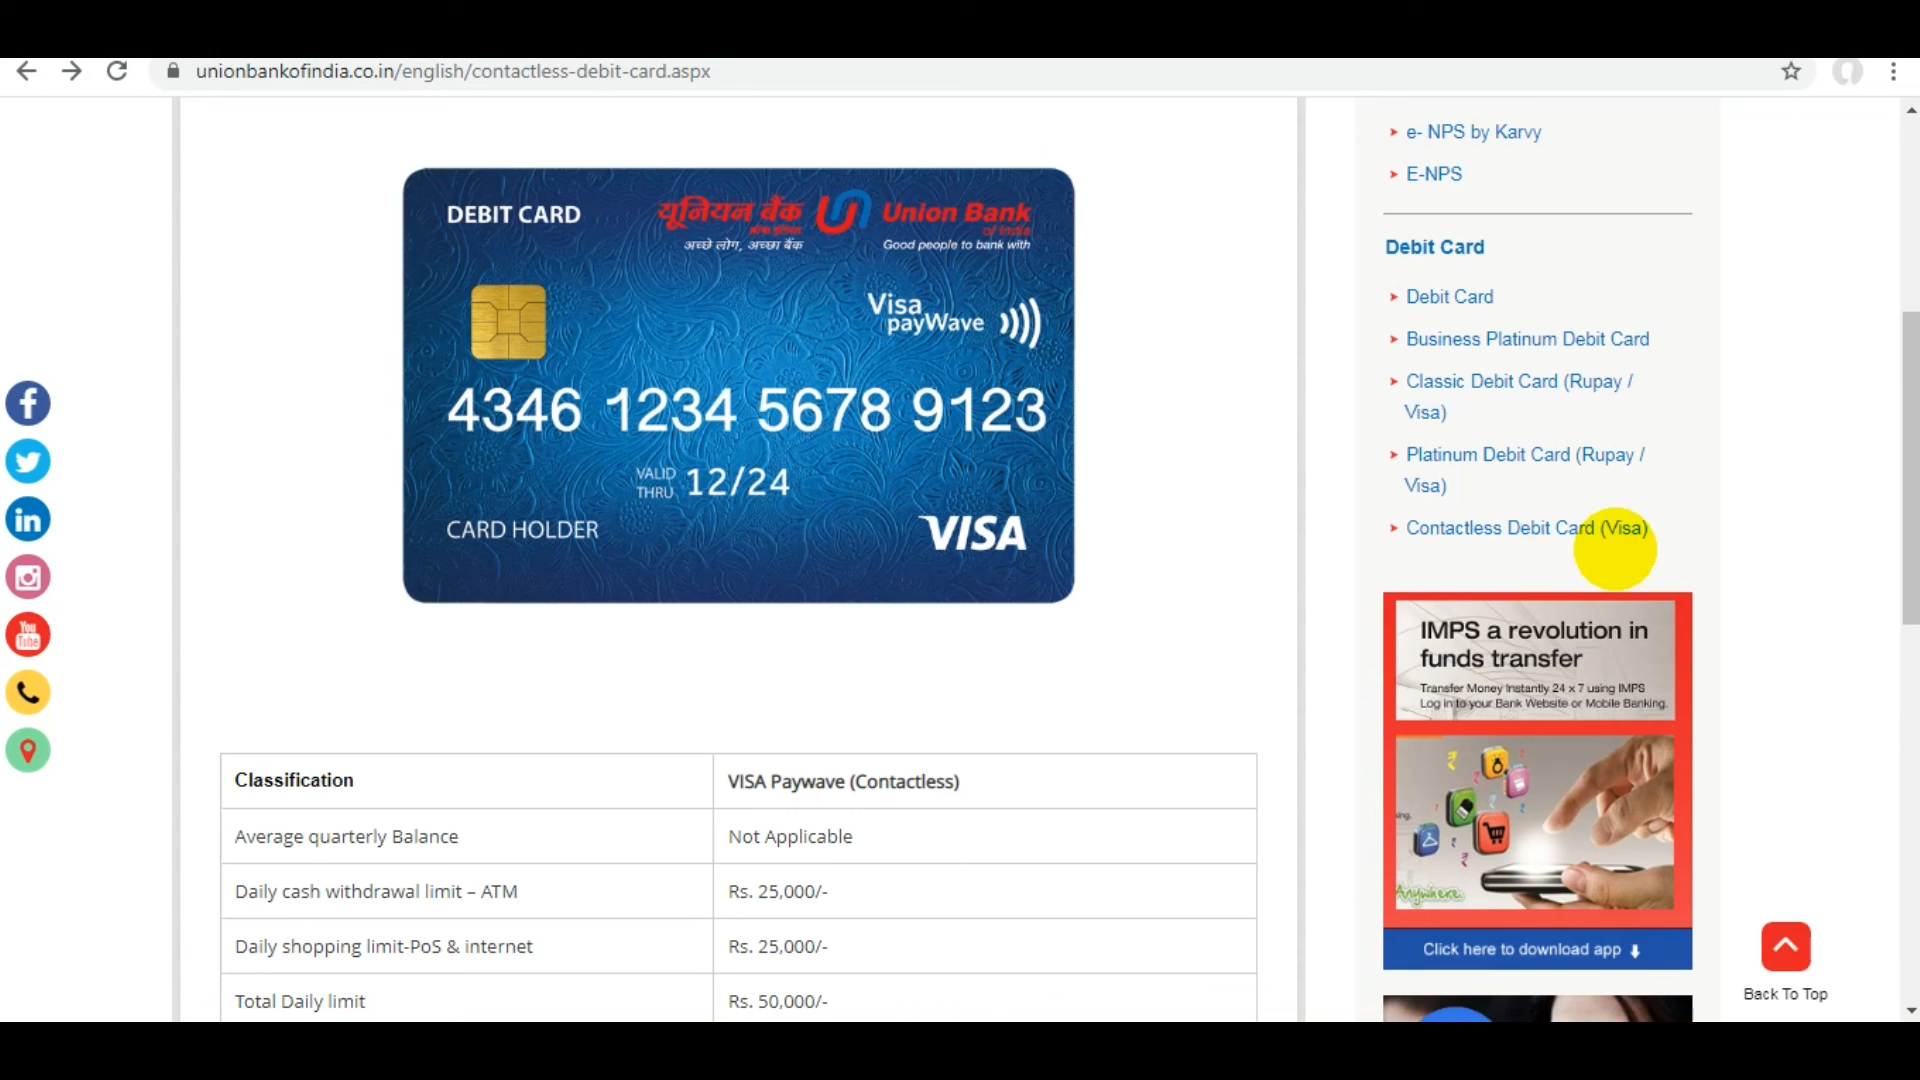 unionbankofindia.co.in/english/contactless-debit-card.aspx
DEBIT CARD
यूनियन बैंक
अच्छे लोग, अच्छा बैंक
Union Bank
of India
Good people to bank with
Visa
payWave
4346 1234 5678 9123
VALID
THRU 12/24
CARD HOLDER
VISA
Classification
VISA Paywave (Contactless)
Average quarterly Balance
Not Applicable
Daily cash withdrawal limit – ATM
Rs. 25,000/-
Daily shopping limit-PoS & internet
Rs. 25,000/-
Total Daily limit
Rs. 50,000/-
e- NPS by Karvy
E-NPS
Debit Card
Debit Card
Business Platinum Debit Card
Classic Debit Card (Rupay /
Visa)
Platinum Debit Card (Rupay /
Visa)
Contactless Debit Card (Visa)
IMPS a revolution in
funds transfer
Transfer Money Instantly 24 x 7 using IMPS
Log in to your Bank Website or Mobile Banking.
Anywhere
Click here to download app
Back To Top
You
Tube